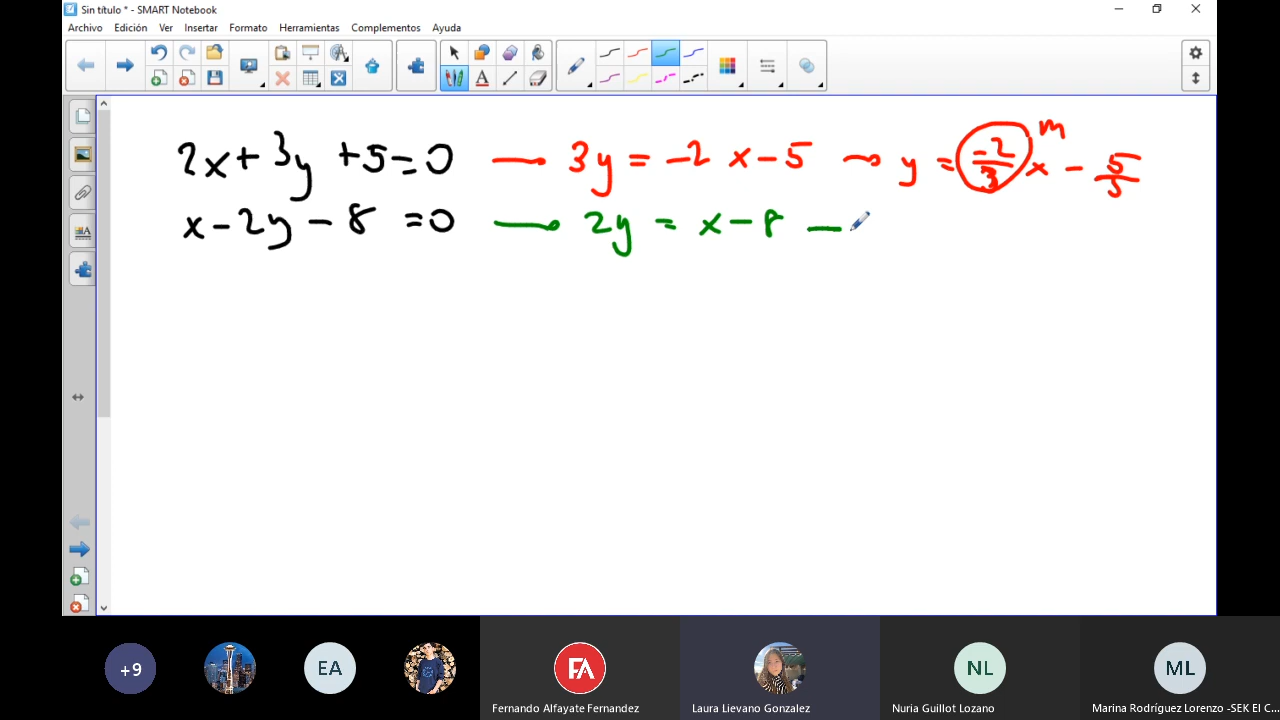 Sin título * - SMART Notebook
Archivo Edición Ver Insertar Formato Herramientas Complementos Ayuda
2x+3y+5=0 → 3y = -2x-5 → y = -2/3 x - 5/5 m
x-2y-8=0 → 2y = x-8 —
+9 EA FA NL ML
Fernando Alfayate Fernandez Laura Lievano Gonzalez Nuria Guillot Lozano Marina Rodríguez Lorenzo -SEK El C...